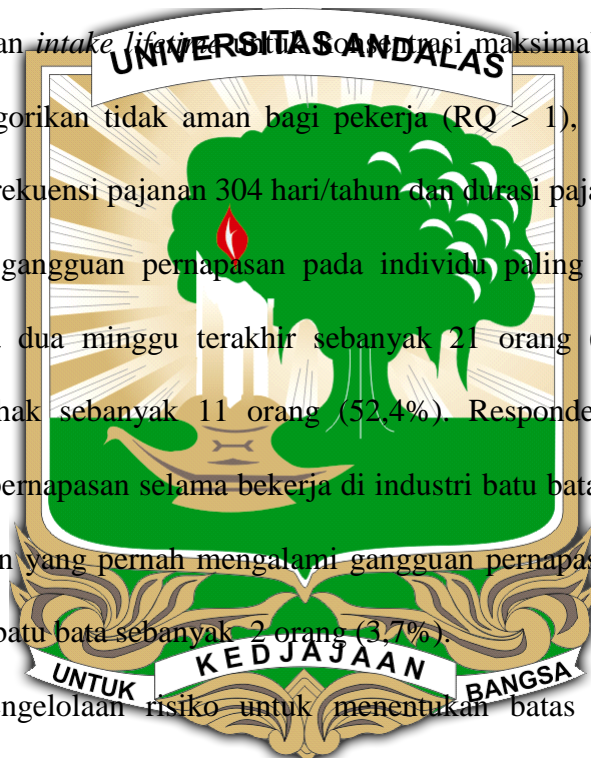 an intake lifetime untuk konsentrasi maksimal
UNIVERSITAS ANDALAS
gorikan tidak aman bagi pekerja (RQ > 1),
rekuensi pajanan 304 hari/tahun dan durasi paja
gangguan pernapasan pada individu paling
dua minggu terakhir sebanyak 21 orang (
nak sebanyak 11 orang (52,4%). Responde
pernapasan selama bekerja di industri batu bata
n yang pernah mengalami gangguan pernapas
batu bata sebanyak 2 orang (3,7%).
UNTUK KEDJAJAAN BANGSA
engelolaan risiko untuk menentukan batas